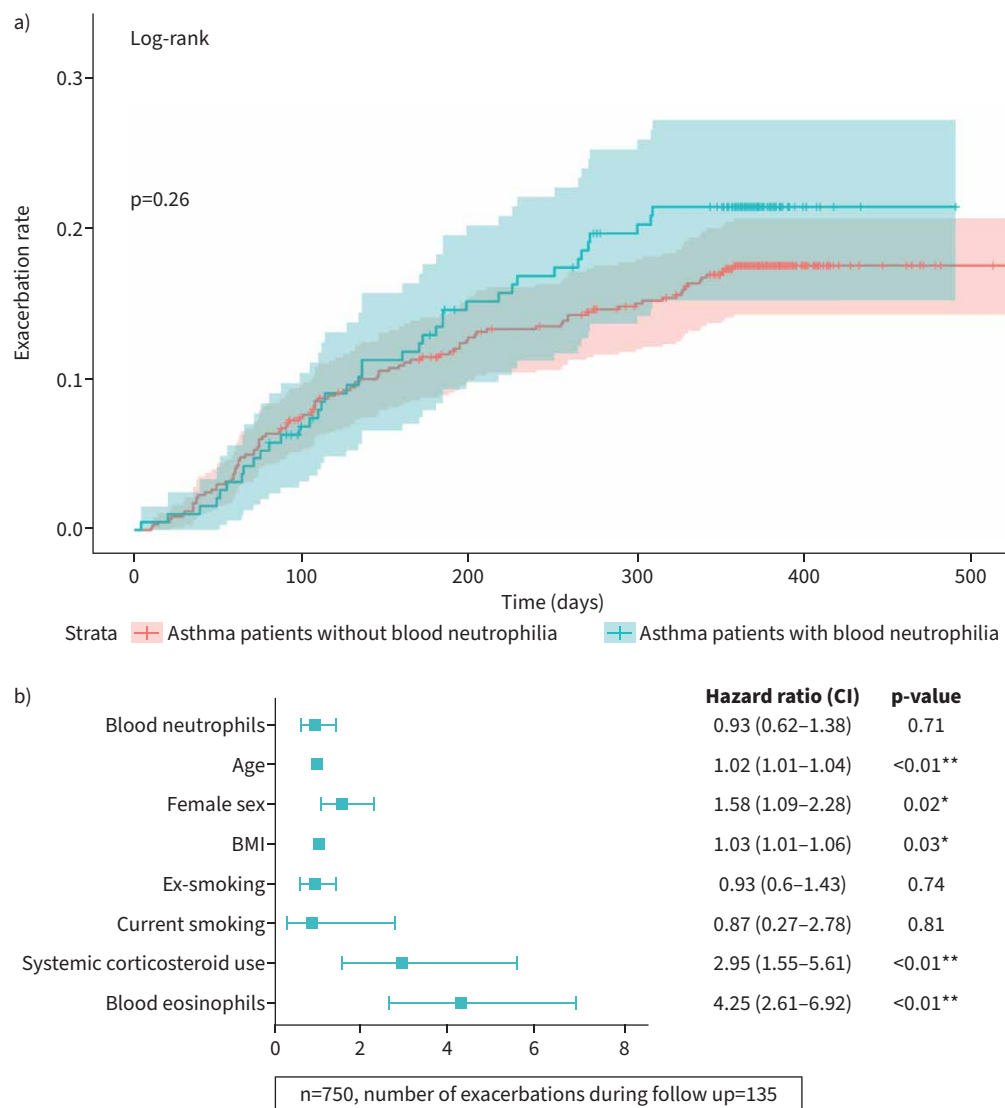 a)
Log-rank
p=0.26
Exacerbation rate
0.3
0.2
0.1
0.0
0 100 200 300 400 500
Time (days)
Strata Asthma patients without blood neutrophilia Asthma patients with blood neutrophilia
b)
Hazard ratio (CI) p-value
Blood neutrophils 0.93 (0.62–1.38) 0.71
Age 1.02 (1.01–1.04) <0.01**
Female sex 1.58 (1.09–2.28) 0.02*
BMI 1.03 (1.01–1.06) 0.03*
Ex-smoking 0.93 (0.6–1.43) 0.74
Current smoking 0.87 (0.27–2.78) 0.81
Systemic corticosteroid use 2.95 (1.55–5.61) <0.01**
Blood eosinophils 4.25 (2.61–6.92) <0.01**
0 2 4 6 8
n=750, number of exacerbations during follow up=135